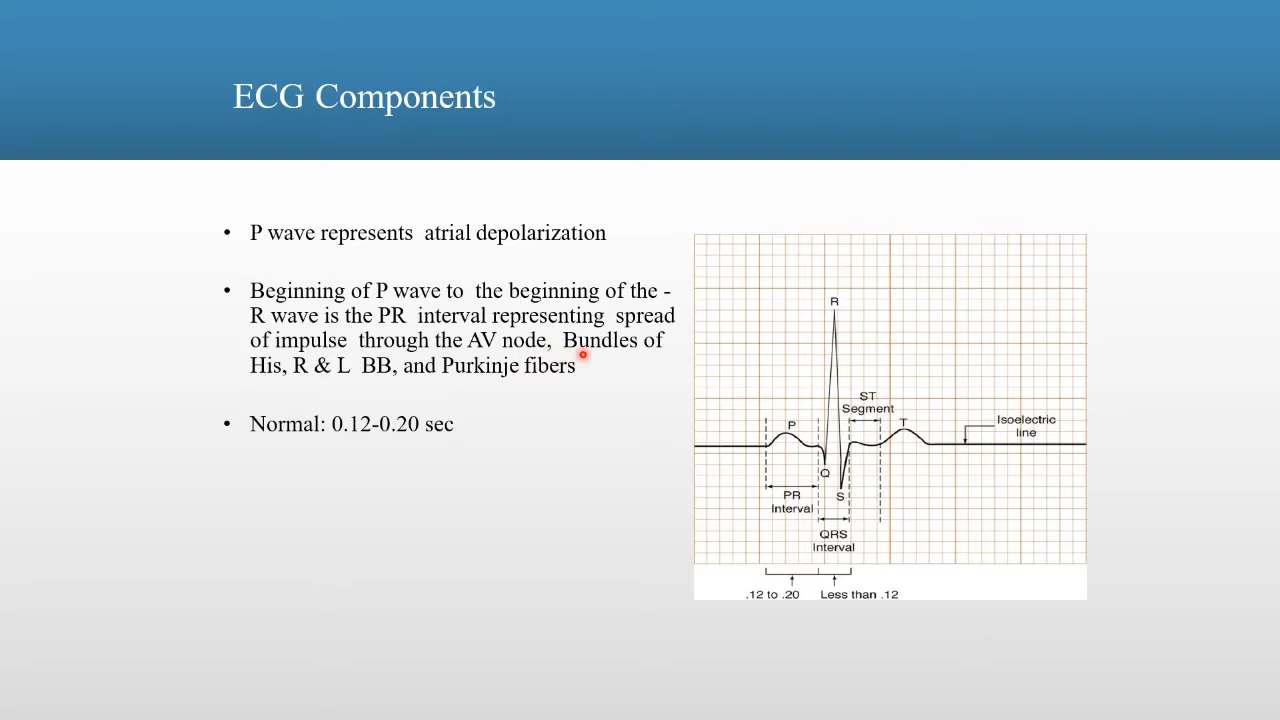 ECG Components
• P wave represents atrial depolarization
• Beginning of P wave to the beginning of the -
R wave is the PR interval representing spread
of impulse through the AV node, Bundles of
His, R & L BB, and Purkinje fibers
• Normal: 0.12-0.20 sec
R
ST
Segment
P
T
Isoelectric
line
Q
S
PR
Interval
QRS
Interval
.12 to .20
Less than .12